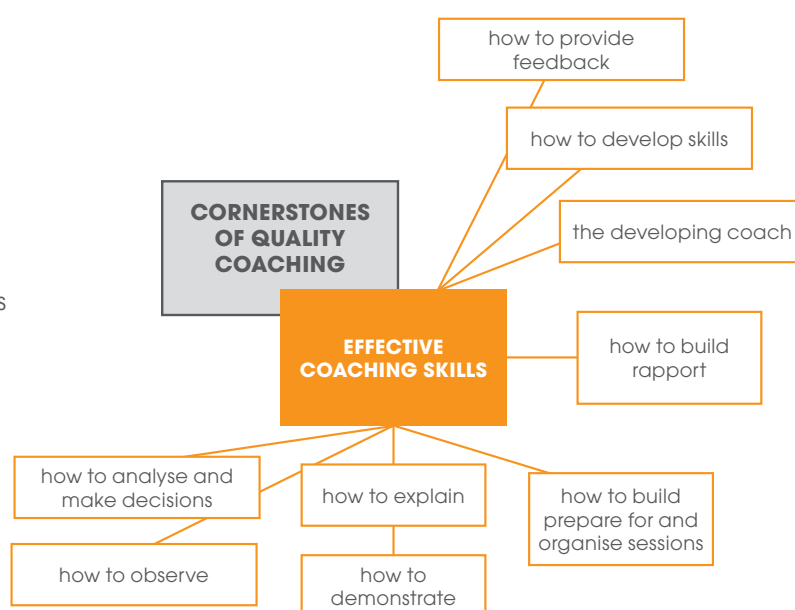 how to provide
feedback
how to develop skills
CORNERSTONES
OF QUALITY
COACHING
the developing coach
S
EFFECTIVE
COACHING SKILLS
how to build
rapport
how to analyse and
make decisions
how to explain
how to build
prepare for and
organise sessions
how to observe
how to
demonstrate